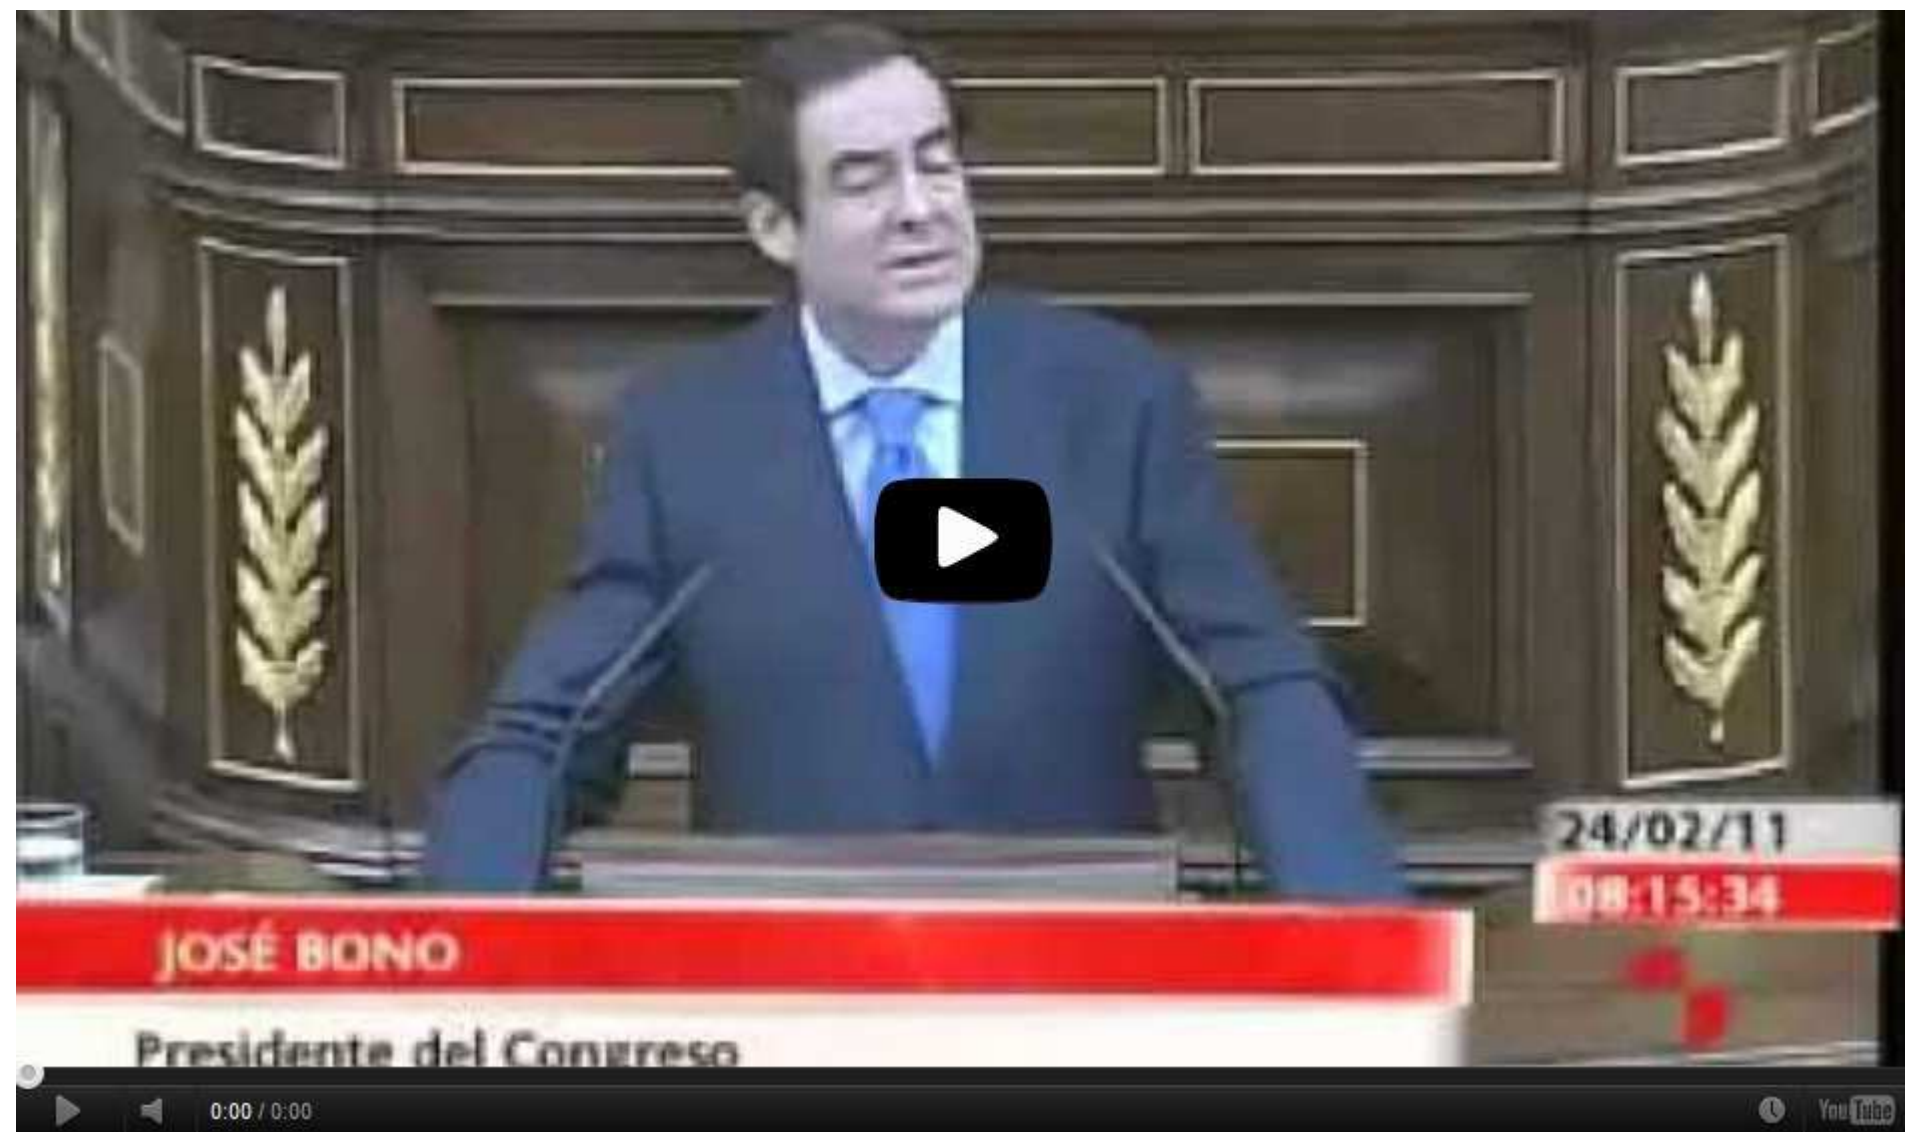 24/02/11
08:15:34
JOSÉ BONO
Presidente del Congreso
0:00 / 0:00
YouTube